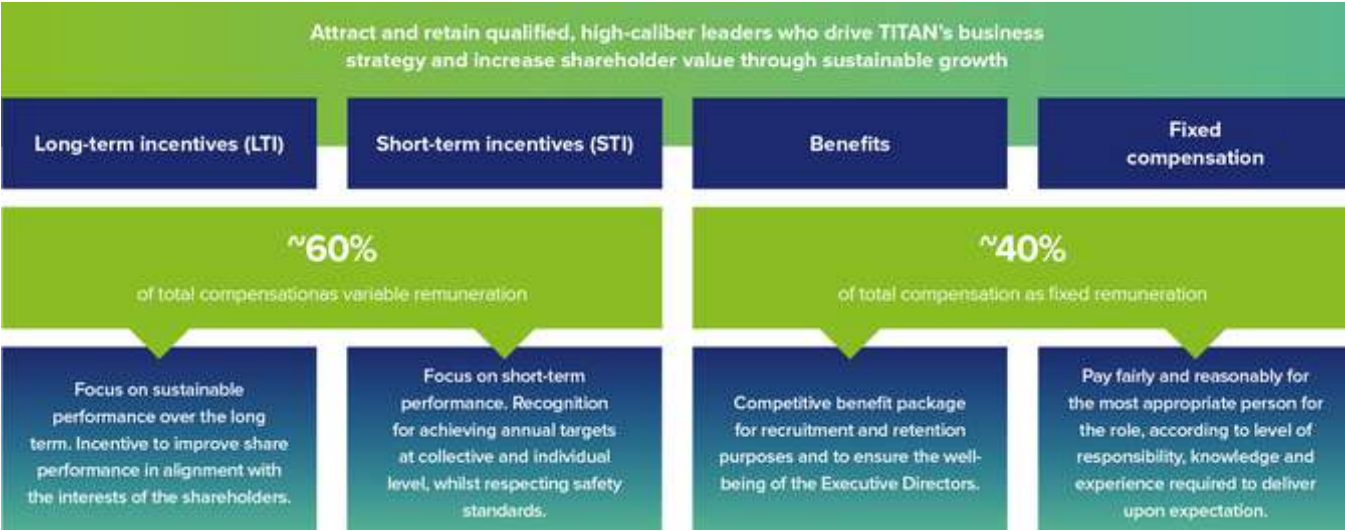 Attract and retain qualified, high-caliber leaders who drive TITAN's business
strategy and increase shareholder value through sustainable growth
Long-term incentives (LTI)
Short-term incentives (STI)
Benefits
Fixed
compensation
~60%
of total compensationas variable remuneration
~40%
of total compensation as fixed remuneration
Focus on sustainable
performance over the long
term. Incentive to improve share
performance in alignment with
the interests of the shareholders.
Focus on short-term
performance. Recognition
for achieving annual targets
at collective and individual
level, whilst respecting safety
standards.
Competitive benefit package
for recruitment and retention
purposes and to ensure the well-
being of the Executive Directors.
Pay fairly and reasonably for
the most appropriate person for
the role, according to level of
responsibility, knowledge and
experience required to deliver
upon expectation.